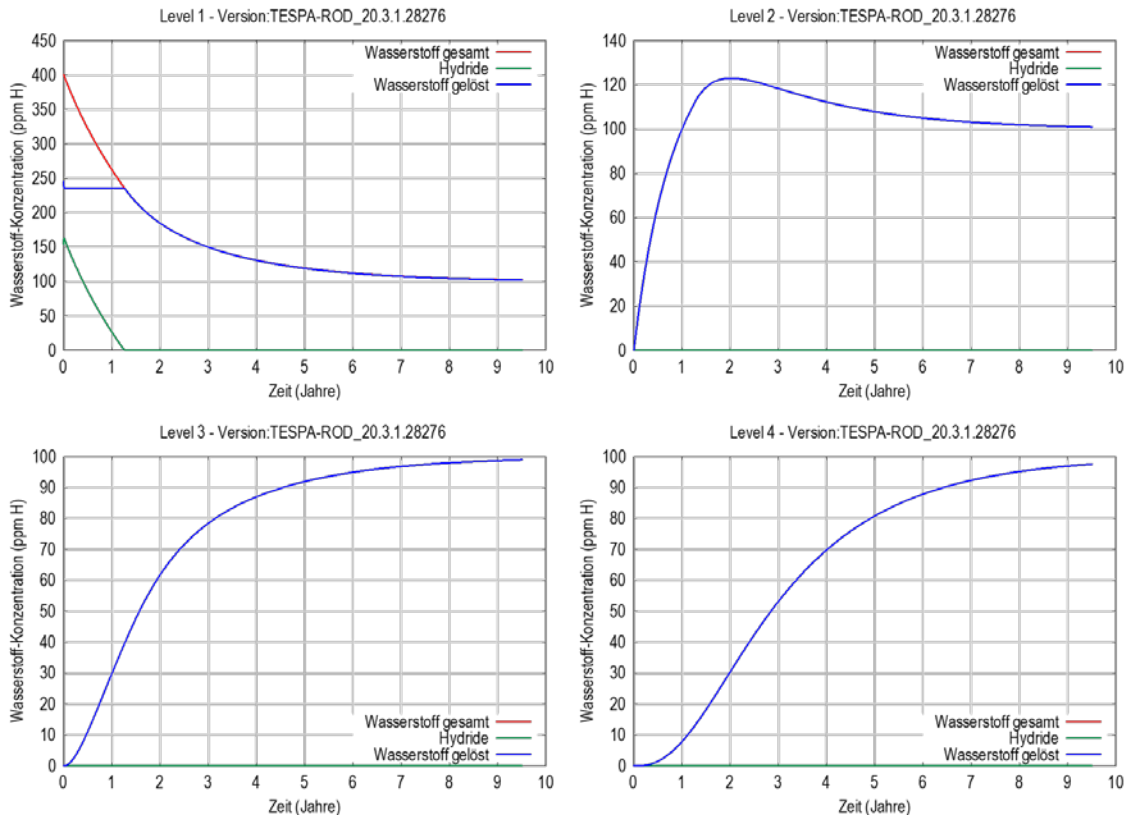 Level 1 - Version:TESPA-ROD_20.3.1.28276
Wasserstoff-Konzentration (ppm H)
450
400
350
300
250
200
150
100
50
0
Wasserstoff gesamt
Hydride
Wasserstoff gelöst
0 1 2 3 4 5 6 7 8 9 10
Zeit (Jahre)
Level 2 - Version:TESPA-ROD_20.3.1.28276
Wasserstoff-Konzentration (ppm H)
140
120
100
80
60
40
20
0
Wasserstoff gesamt
Hydride
Wasserstoff gelöst
0 1 2 3 4 5 6 7 8 9 10
Zeit (Jahre)
Level 3 - Version:TESPA-ROD_20.3.1.28276
Wasserstoff-Konzentration (ppm H)
100
90
80
70
60
50
40
30
20
10
0
Wasserstoff gesamt
Hydride
Wasserstoff gelöst
0 1 2 3 4 5 6 7 8 9 10
Zeit (Jahre)
Level 4 - Version:TESPA-ROD_20.3.1.28276
Wasserstoff-Konzentration (ppm H)
100
90
80
70
60
50
40
30
20
10
0
Wasserstoff gesamt
Hydride
Wasserstoff gelöst
0 1 2 3 4 5 6 7 8 9 10
Zeit (Jahre)